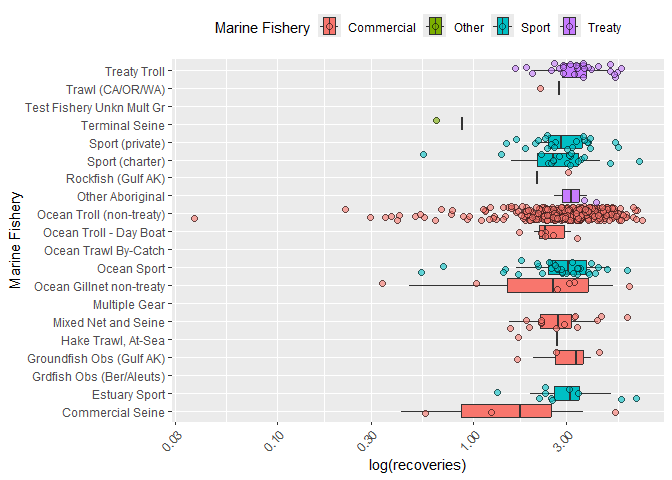 Marine Fishery Commercial Other Sport Treaty
Marine Fishery
Treaty Troll
Trawl (CA/OR/WA)
Test Fishery Unkn Mult Gr
Terminal Seine
Sport (private)
Sport (charter)
Rockfish (Gulf AK)
Other Aboriginal
Ocean Troll (non-treaty)
Ocean Troll - Day Boat
Ocean Trawl By-Catch
Ocean Sport
Ocean Gillnet non-treaty
Multiple Gear
Mixed Net and Seine
Hake Trawl, At-Sea
Groundfish Obs (Gulf AK)
Grdfish Obs (Ber/Aleuts)
Estuary Sport
Commercial Seine
0.03 0.10 0.30 1.00 3.00
log(recoveries)